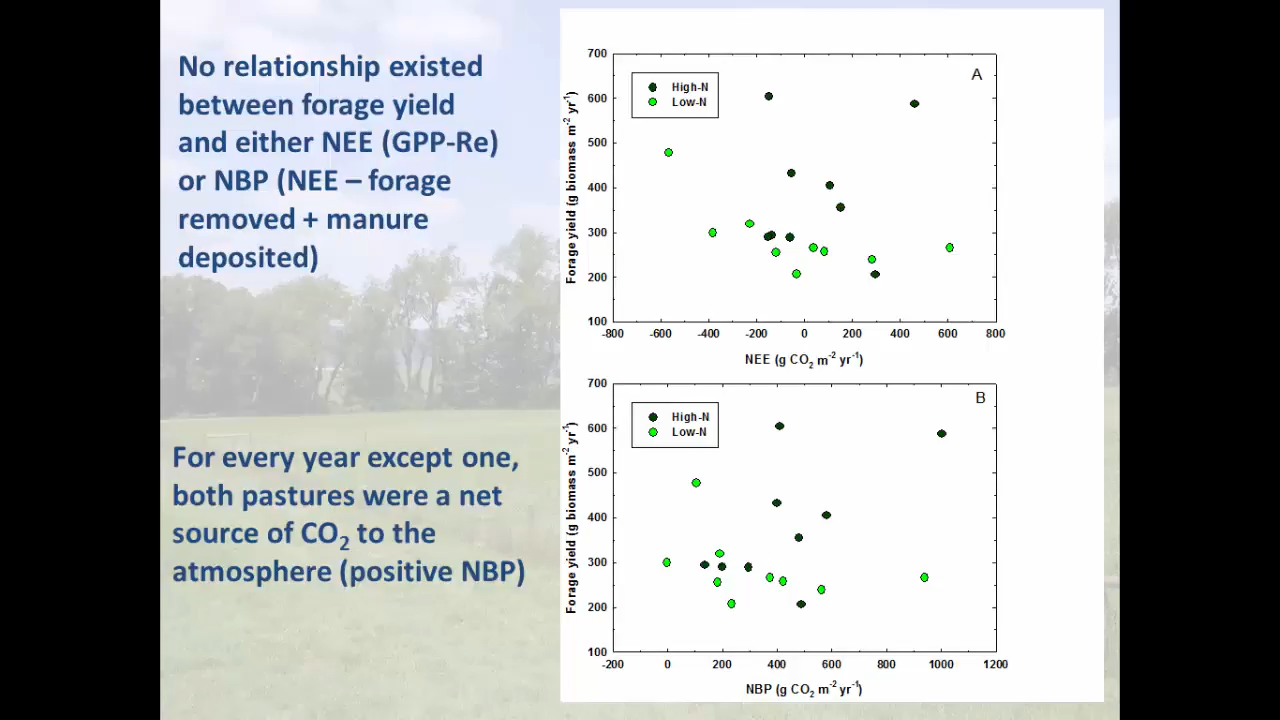 No relationship existed
between forage yield
and either NEE (GPP-Re)
or NBP (NEE – forage
removed + manure
deposited)
For every year except one,
both pastures were a net
source of CO2 to the
atmosphere (positive NBP)
A
High-N
Low-N
Forage yield (g biomass m-2 yr-1)
700
600
500
400
300
200
100
-800 -600 -400 -200 0 200 400 600 800
NEE (g CO2 m-2 yr-1)
B
High-N
Low-N
Forage yield (g biomass m-2 yr-1)
700
600
500
400
300
200
100
-200 0 200 400 600 800 1000 1200
NBP (g CO2 m-2 yr-1)